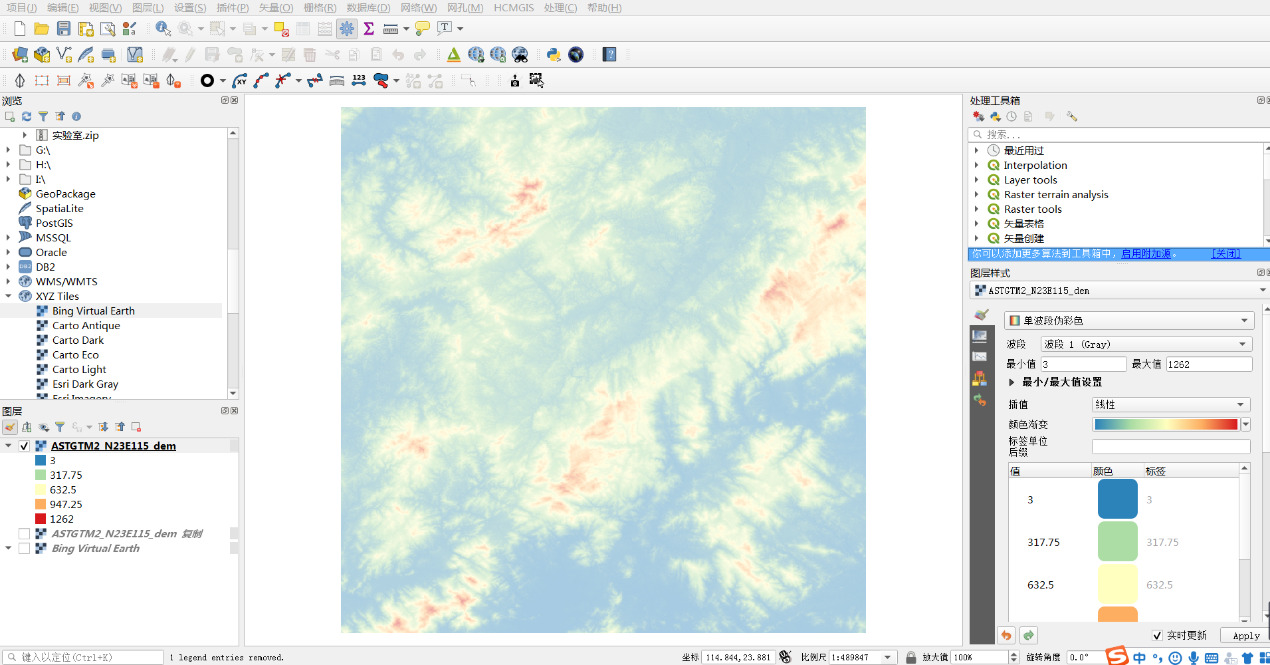 项目(J) 编辑(E) 视图(V) 图层(L) 设置(S) 插件(P) 矢量(O) 栅格(R) 数据库(D) 网络(W) 网孔(M) HCMGIS 处理(C) 帮助(H)
浏览
实验室.zip
G:\
H:\
I:\
GeoPackage
SpatiaLite
PostGIS
MSSQL
Oracle
DB2
WMS/WMTS
XYZ Tiles
Bing Virtual Earth
Carto Antique
Carto Dark
Carto Eco
Carto Light
Esri Dark Gray
Esri Imagery
图层
ASTGTM2_N23E115_dem
3
317.75
632.5
947.25
1262
ASTGTM2_N23E115_dem 复制
Bing Virtual Earth
处理工具箱
搜索...
最近用过
Interpolation
Layer tools
Raster terrain analysis
Raster tools
矢量表格
矢量创建
你可以添加更多算法到工具箱中，启用附加源。 [关闭]
图层样式
ASTGTM2_N23E115_dem
单波段伪彩色
波段 波段 1 (Gray)
最小值 3 最大值 1262
最小/最大值设置
插值 线性
颜色渐变
标签单位
后缀
值 颜色 标签
3 3
317.75 317.75
632.5 632.5
实时更新 Apply
键入以定位(Ctrl+K) 1 legend entries removed. 坐标 114.844,23.881 比例尺 1:489847 放大镜 100% 旋转角度 0.0° 中